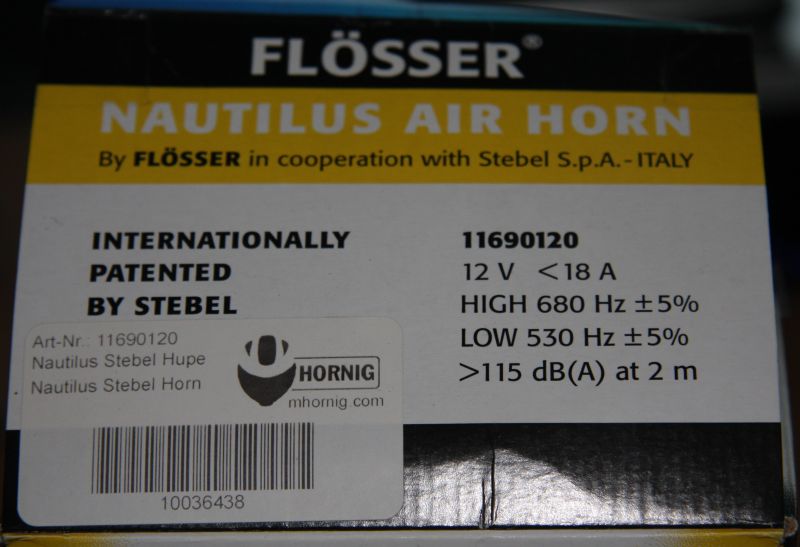 FLÖSSER®
NAUTILUS AIR HORN
By FLÖSSER in cooperation with Stebel S.p.A. - ITALY
INTERNATIONALLY
PATENTED
BY STEBEL
11690120
12 V <18 A
HIGH 680 Hz ±5%
LOW 530 Hz ±5%
>115 dB(A) at 2 m
Art-Nr.: 11690120
Nautilus Stebel Hupe
Nautilus Stebel Horn
HORNIG
mhornig.com
10036438